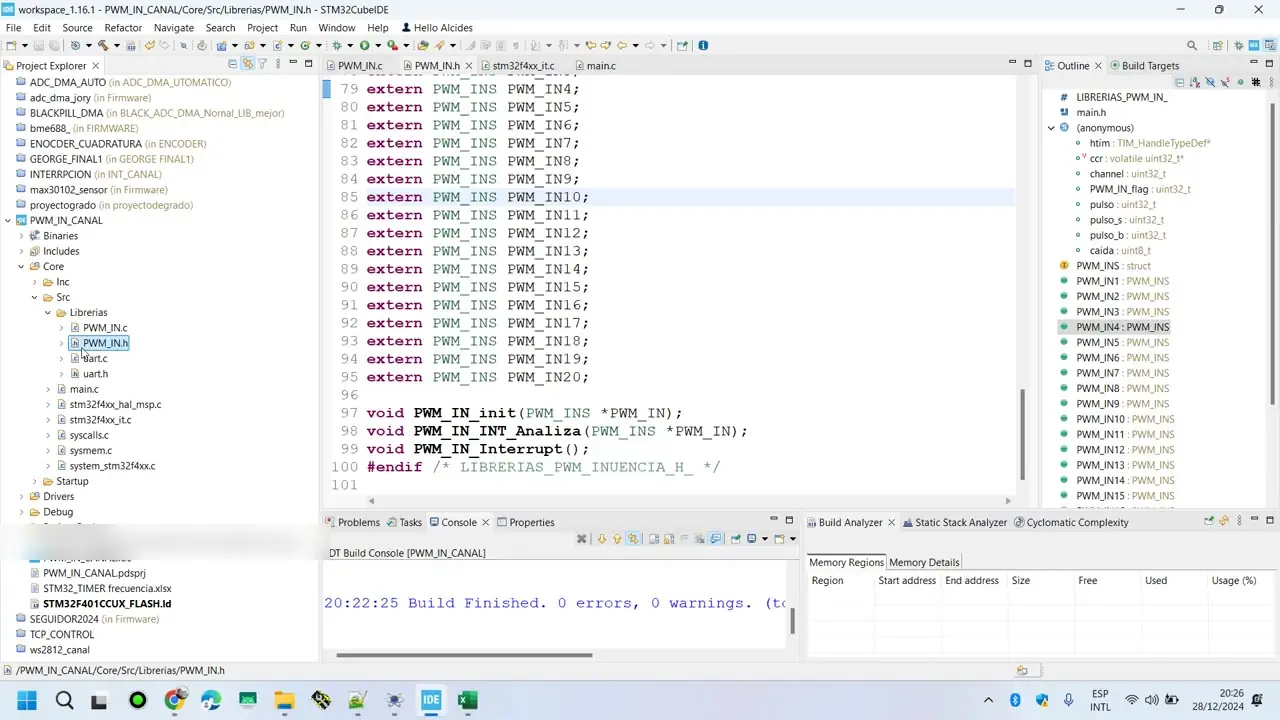 workspace_1.16.1 - PWM_IN_CANAL/Core/Src/Librerias/PWM_IN.h - STM32CubeIDE
File Edit Source Refactor Navigate Search Project Run Window Help Hello Alcides
Project Explorer
ADC_DMA_AUTO (in ADC_DMA_UTOMATICO)
adc_dma_jory (in Firmware)
BLACKPILL_DMA (in BLACK_ADC_DMA_Nornal_LIB_mejor)
bme688_ (in FIRMWARE)
ENOCDER_CUADRATURA (in ENCODER)
GEORGE_FINAL1 (in GEORGE FINAL1)
INTERRPCION (in INT_CANAL)
max30102_sensor (in Firmware)
proyectogrado (in proyectodegrado)
PWM_IN_CANAL
Binaries
Includes
Core
Inc
Src
Librerias
PWM_IN.c
PWM_IN.h
uart.c
uart.h
main.c
stm32f4xx_hal_msp.c
stm32f4xx_it.c
syscalls.c
sysmem.c
system_stm32f4xx.c
Startup
Drivers
Debug
PWM_IN_CANAL.pdsprj
STM32_TIMER frecuencia.xlsx
STM32F401CCUX_FLASH.ld
SEGUIDOR2024 (in Firmware)
TCP_CONTROL
ws2812_canal
PWM_IN.c PWM_IN.h stm32f4xx_it.c main.c
79 extern PWM_INS PWM_IN4;
80 extern PWM_INS PWM_IN5;
81 extern PWM_INS PWM_IN6;
82 extern PWM_INS PWM_IN7;
83 extern PWM_INS PWM_IN8;
84 extern PWM_INS PWM_IN9;
85 extern PWM_INS PWM_IN10;
86 extern PWM_INS PWM_IN11;
87 extern PWM_INS PWM_IN12;
88 extern PWM_INS PWM_IN13;
89 extern PWM_INS PWM_IN14;
90 extern PWM_INS PWM_IN15;
91 extern PWM_INS PWM_IN16;
92 extern PWM_INS PWM_IN17;
93 extern PWM_INS PWM_IN18;
94 extern PWM_INS PWM_IN19;
95 extern PWM_INS PWM_IN20;
96
97 void PWM_IN_init(PWM_INS *PWM_IN);
98 void PWM_IN_INT_Analiza(PWM_INS *PWM_IN);
99 void PWM_IN_Interrupt();
100 #endif /* LIBRERIAS_PWM_INUENCIA_H_ */
101
Outline Build Targets
LIBRERIAS_PWM_IN_
main.h
(anonymous)
htim : TIM_HandleTypeDef*
ccr : volatile uint32_t*
channel : uint32_t
PWM_IN_flag : uint32_t
pulso : uint32_t
pulso_s : uint32_t
pulso_b : uint32_t
caida : uint8_t
PWM_INS : struct
PWM_IN1 : PWM_INS
PWM_IN2 : PWM_INS
PWM_IN3 : PWM_INS
PWM_IN4 : PWM_INS
PWM_IN5 : PWM_INS
PWM_IN6 : PWM_INS
PWM_IN7 : PWM_INS
PWM_IN8 : PWM_INS
PWM_IN9 : PWM_INS
PWM_IN10 : PWM_INS
PWM_IN11 : PWM_INS
PWM_IN12 : PWM_INS
PWM_IN13 : PWM_INS
PWM_IN14 : PWM_INS
PWM_IN15 : PWM_INS
Problems Tasks Console Properties
DT Build Console [PWM_IN_CANAL]
20:22:25 Build Finished. 0 errors, 0 warnings. (to
Build Analyzer Static Stack Analyzer Cyclomatic Complexity
Memory Regions Memory Details
Region Start address End address Size Free Used Usage (%)
/PWM_IN_CANAL/Core/Src/Librerias/PWM_IN.h
IDE
ESP
INTL
20:26
28/12/2024